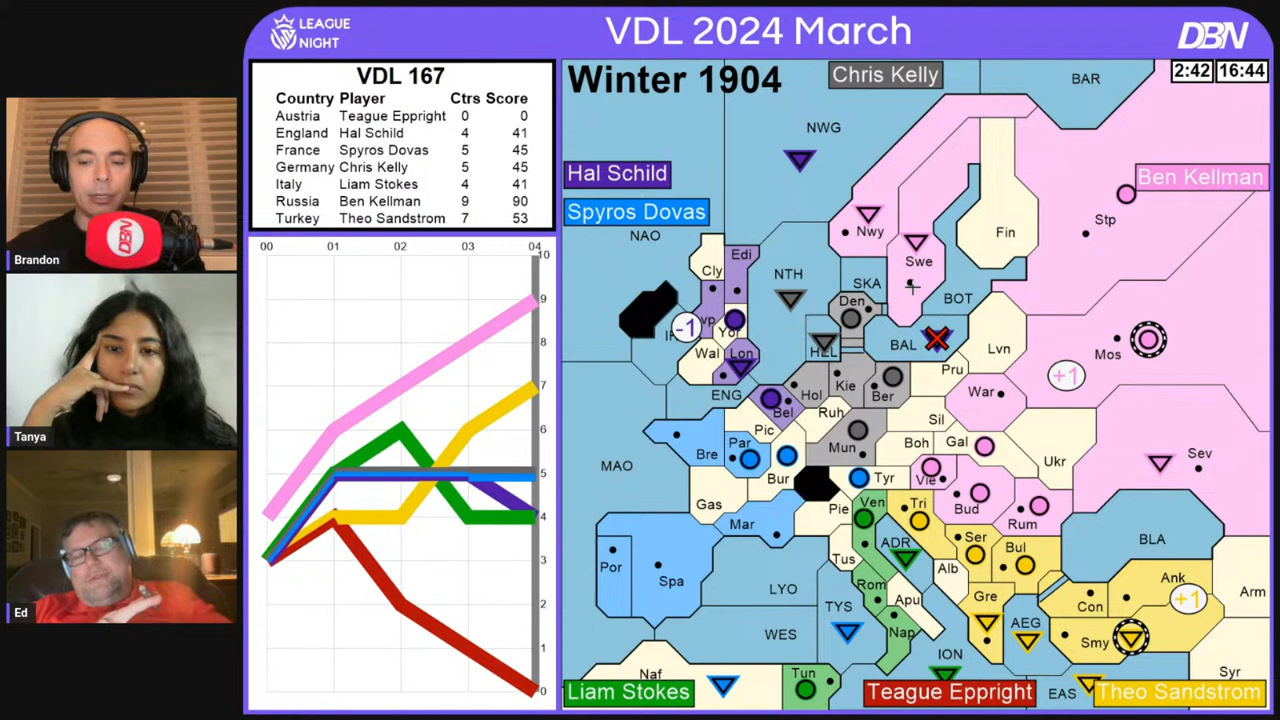 LEAGUE
NIGHT
VDL 2024 March
DBN
VDL 167
Country Player Ctrs Score
Austria Teague Eppright 0 0
England Hal Schild 4 41
France Spyros Dovas 5 45
Germany Chris Kelly 5 45
Italy Liam Stokes 4 41
Russia Ben Kellman 9 90
Turkey Theo Sandstrom 7 53
00 01 02 03 04
10
9
8
7
6
5
4
3
2
1
0
Brandon
DBN
Tanya
Ed
Winter 1904
Chris Kelly
2:42 16:44
BAR
NWG
Hal Schild
Ben Kellman
Spyros Dovas
Stp
NAO
Nwy
Fin
Edi
Swe
Cly
NTH
SKA
BOT
Den
-1
vp
Yor
HEL
BAL
Lvn
Mos
Wal
Lon
Pru
+1
Kie
ENG
Hol
Ber
War
Bel
Ruh
Sil
Pic
Par
Mun
Boh
Gal
Bre
Ukr
Sev
MAO
Bur
Tyr
Vie
Gas
Bud
Pie
Ven
Tri
Rum
Mar
Ser
BLA
ADR
Bul
Por
Tus
Alb
Ank
Spa
LYO
Rom
Con
+1
Arm
TYS
Apu
Gre
AEG
WES
Nap
Smy
ION
Naf
Tun
Syr
Liam Stokes
Teague Eppright
EAS
Theo Sandstrom